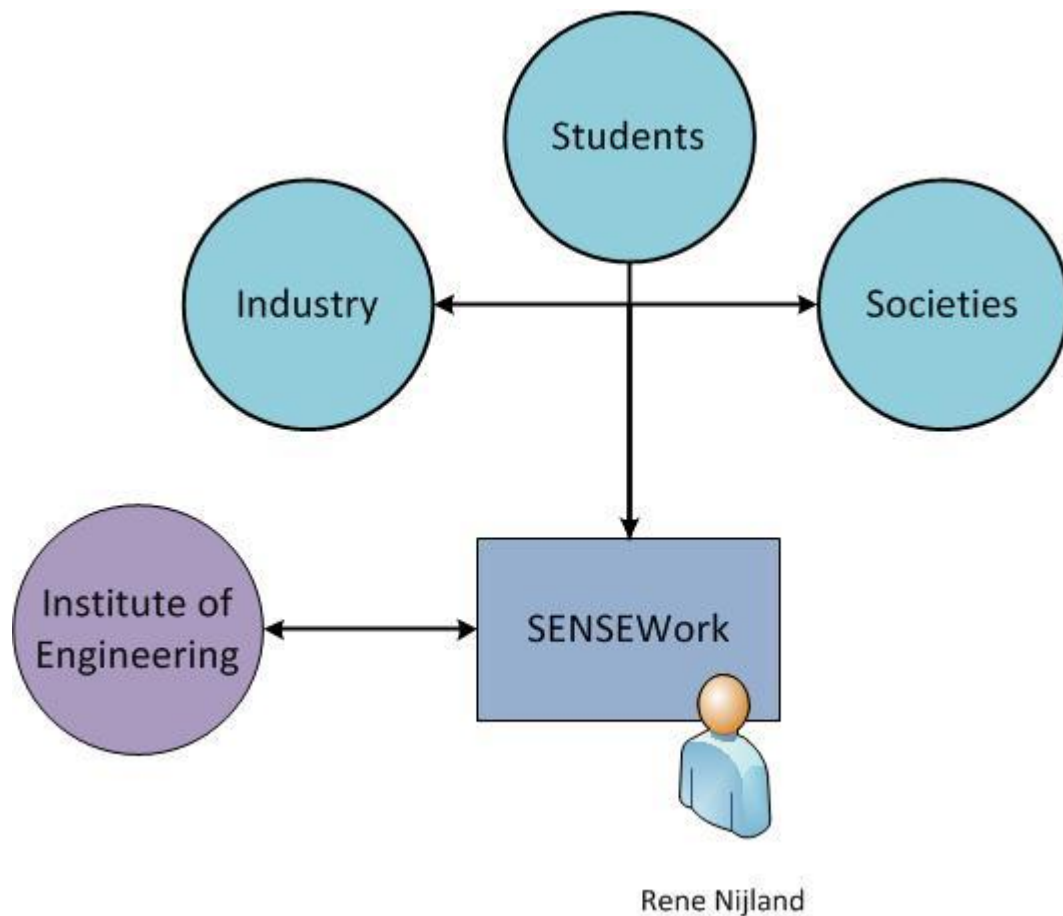 Students
Industry
Societies
Institute of
Engineering
SENSEWork
Rene Nijland